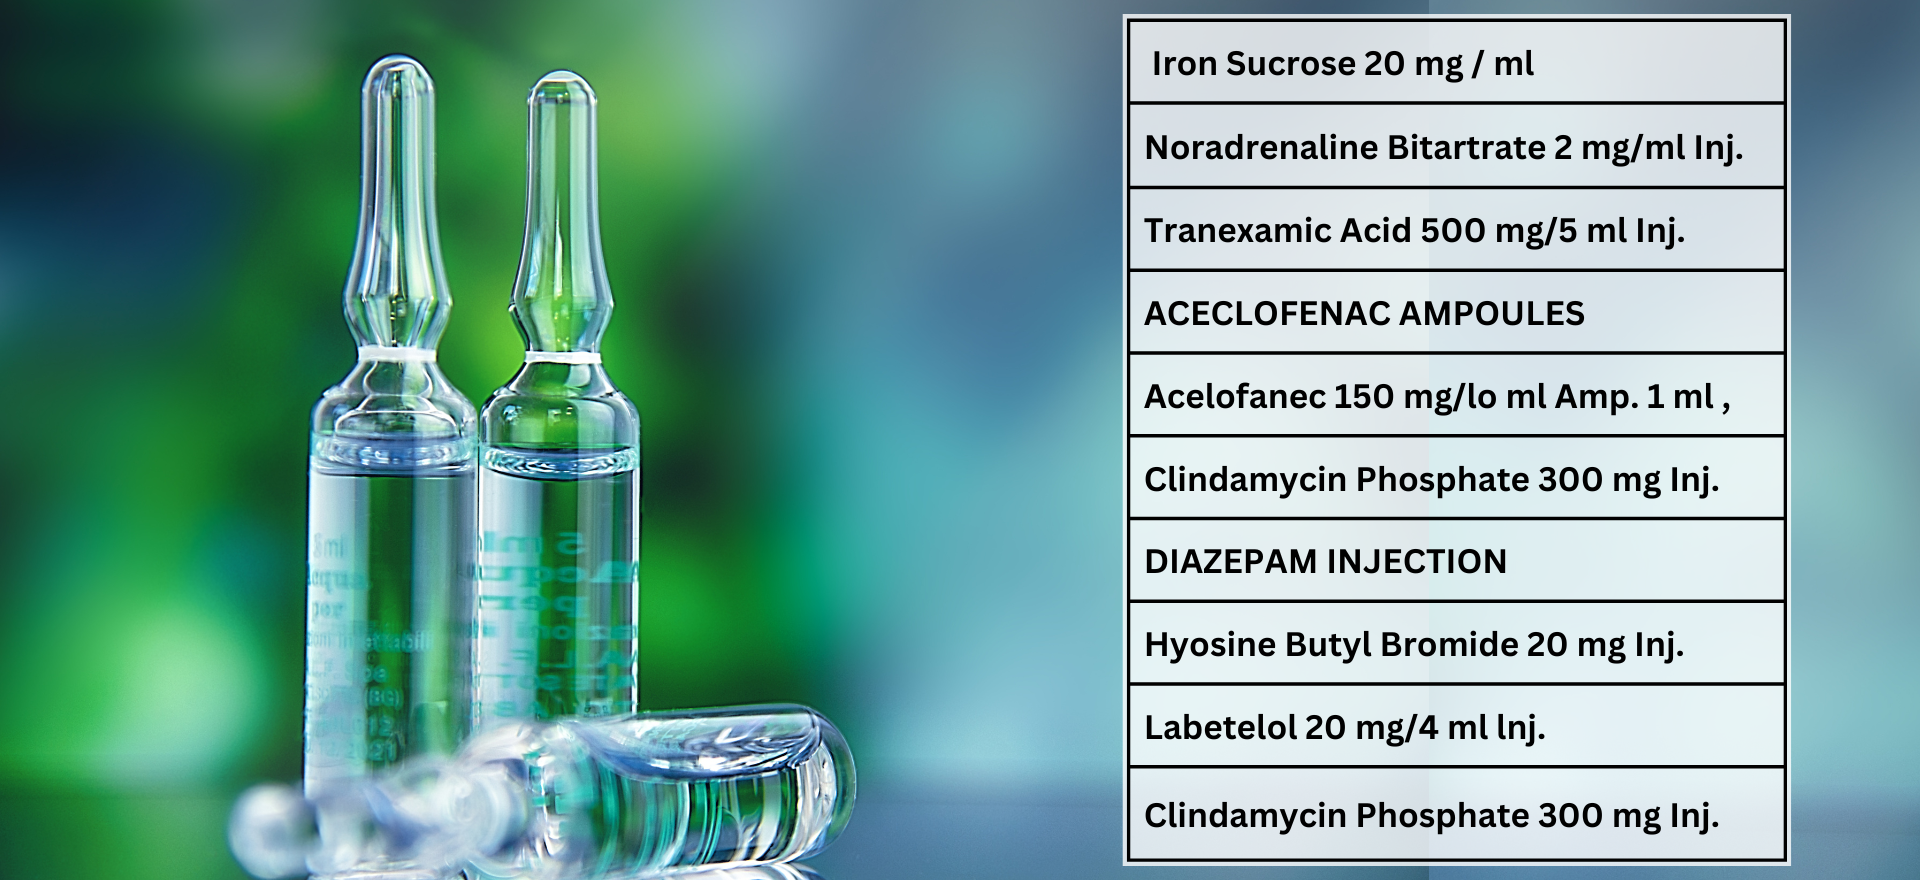 Iron Sucrose 20 mg / ml
Noradrenaline Bitartrate 2 mg/ml Inj.
Tranexamic Acid 500 mg/5 ml Inj.
ACECLOFENAC AMPOULES
Acelofanec 150 mg/lo ml Amp. 1 ml ,
Clindamycin Phosphate 300 mg Inj.
DIAZEPAM INJECTION
Hyosine Butyl Bromide 20 mg Inj.
Labetelol 20 mg/4 ml lnj.
Clindamycin Phosphate 300 mg Inj.